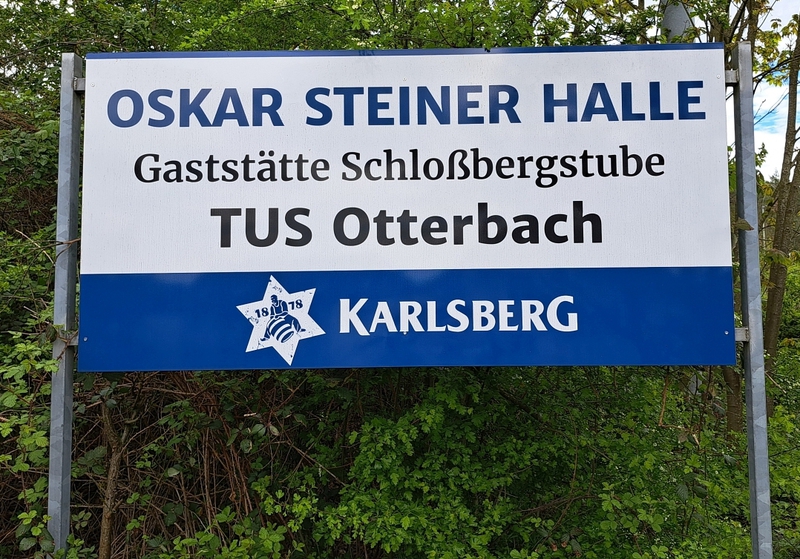 OSKAR STEINER HALLE
Gaststätte Schloßbergstube
TUS Otterbach
18 78 KARLSBERG